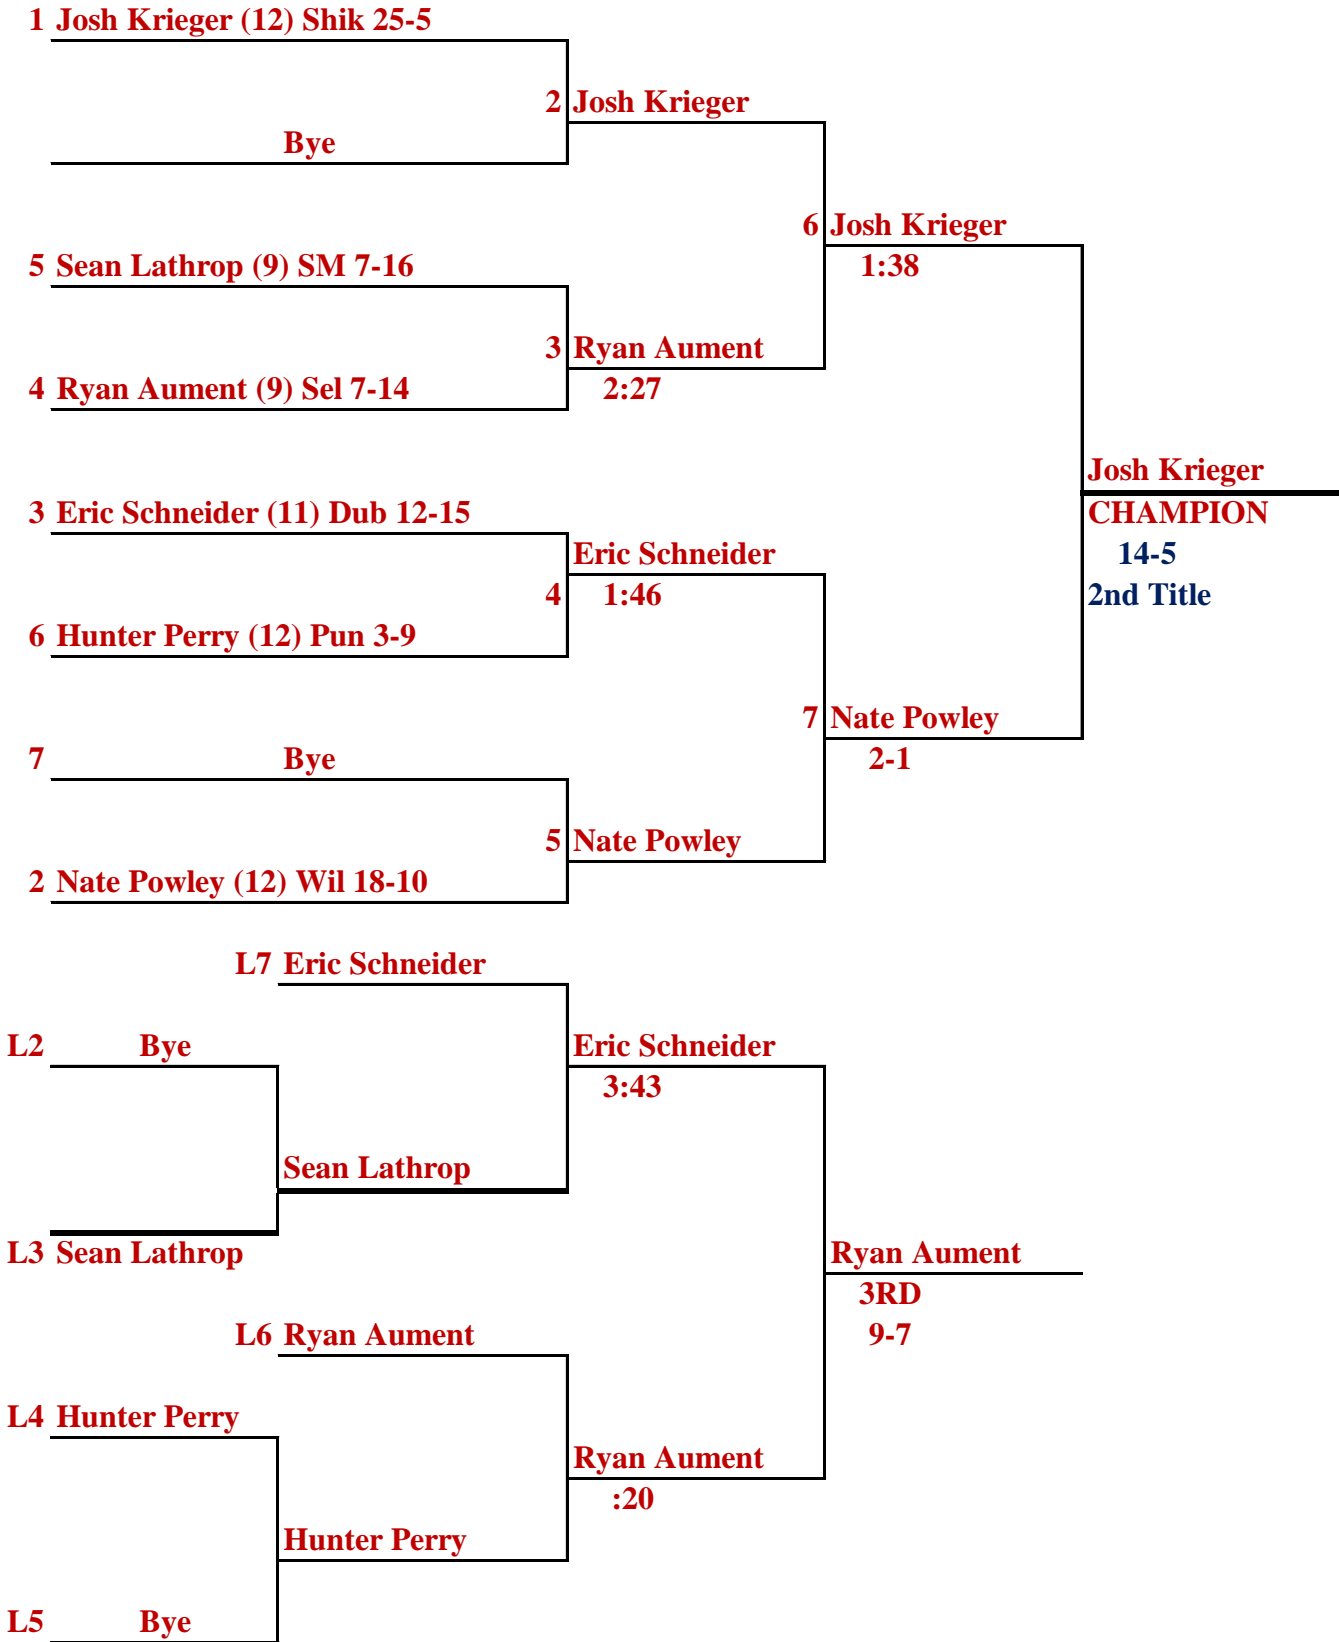 1 Josh Krieger (12) Shik 25-5
2 Josh Krieger
Bye
6 Josh Krieger
1:38
5 Sean Lathrop (9) SM 7-16
3 Ryan Aument
2:27
4 Ryan Aument (9) Sel 7-14
Josh Krieger
CHAMPION
14-5
2nd Title
3 Eric Schneider (11) Dub 12-15
Eric Schneider
4 1:46
6 Hunter Perry (12) Pun 3-9
7 Nate Powley
2-1
7 Bye
5 Nate Powley
2 Nate Powley (12) Wil 18-10
L7 Eric Schneider
L2 Bye
Eric Schneider
3:43
Sean Lathrop
L3 Sean Lathrop
Ryan Aument
3RD
9-7
L6 Ryan Aument
L4 Hunter Perry
Ryan Aument
:20
Hunter Perry
L5 Bye